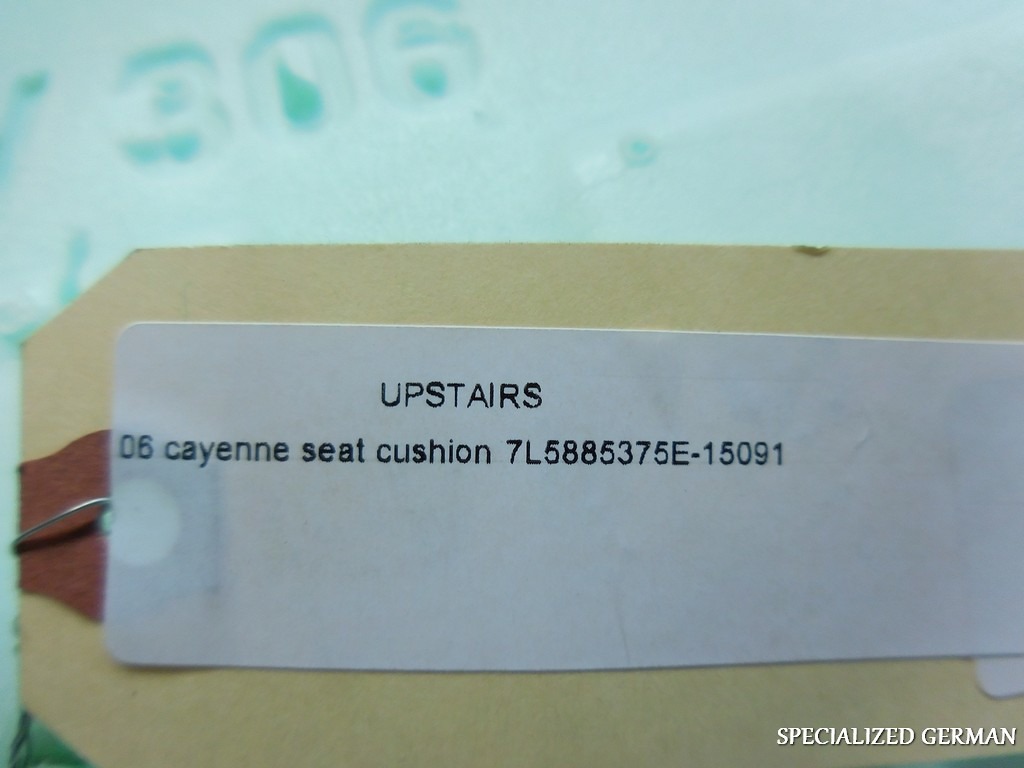 306
UPSTAIRS
06 cayenne seat cushion 7L5885375E-15091
SPECIALIZED GERMAN